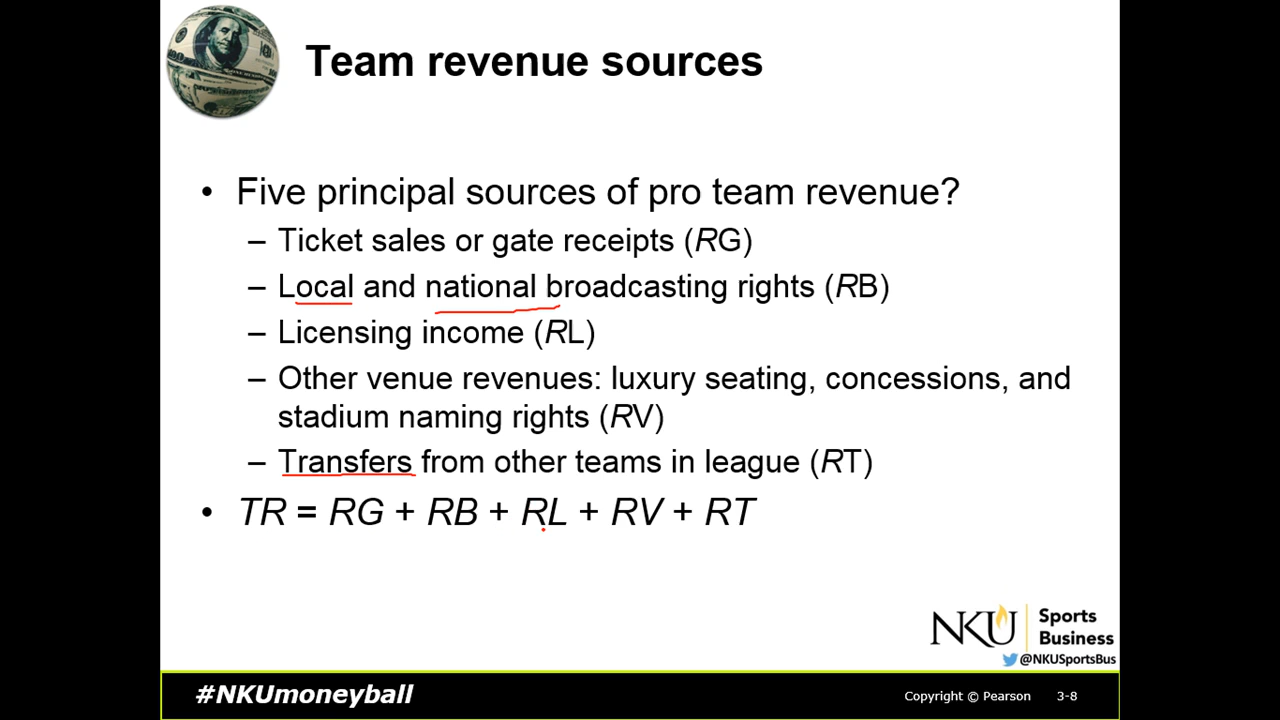 Team revenue sources
• Five principal sources of pro team revenue?
– Ticket sales or gate receipts (RG)
– Local and national broadcasting rights (RB)
– Licensing income (RL)
– Other venue revenues: luxury seating, concessions, and
stadium naming rights (RV)
– Transfers from other teams in league (RT)
• TR = RG + RB + RL + RV + RT
NKU Sports
Business
@NKUSportsBus
#NKUmoneyball
Copyright © Pearson 3-8